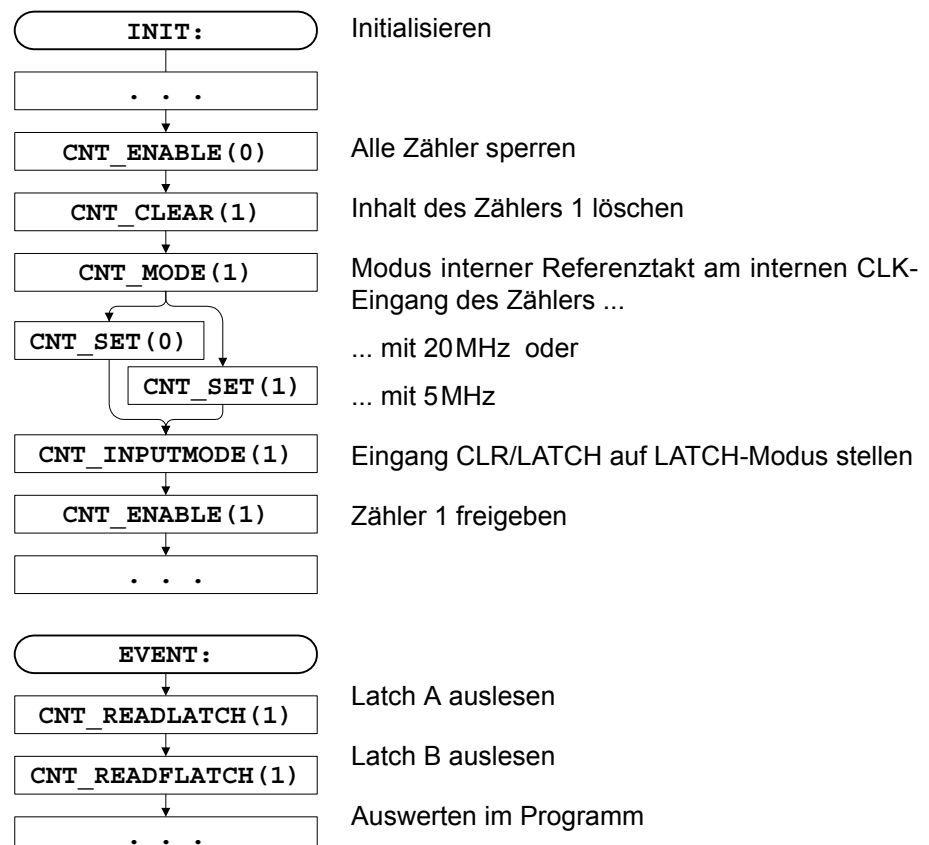 INIT:
Initialisieren
. . .
CNT_ENABLE(0)
Alle Zähler sperren
CNT_CLEAR(1)
Inhalt des Zählers 1 löschen
CNT_MODE(1)
Modus interner Referenztakt am internen CLK-
Eingang des Zählers ...
CNT_SET(0)
... mit 20MHz oder
CNT_SET(1)
... mit 5MHz
CNT_INPUTMODE(1)
Eingang CLR/LATCH auf LATCH-Modus stellen
CNT_ENABLE(1)
Zähler 1 freigeben
. . .
EVENT:
CNT_READLATCH(1)
Latch A auslesen
CNT_READFLATCH(1)
Latch B auslesen
. . .
Auswerten im Programm